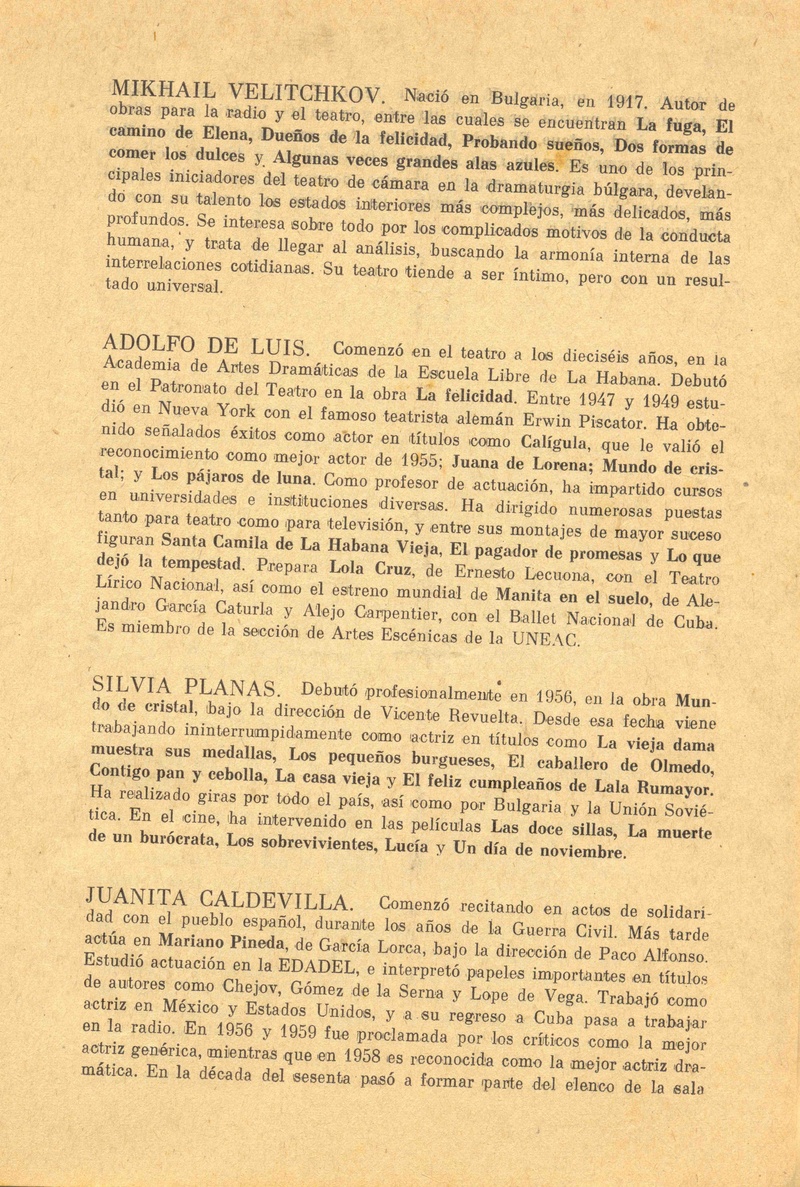 MIKHAIL VELITCHKOV. Nació en Bulgaria, en 1917. Autor de
obras para la radio y el teatro, entre las cuales se encuentran La fuga, El
camino de Elena, Dueños de la felicidad, Probando sueños, Dos formas de
comer los dulces y Algunas veces grandes alas azules. Es uno de los prin-
cipales iniciadores del teatro de cámara en la dramaturgia búlgara, develan-
do con su talento los estados interiores más complejos, más delicados, más
profundos. Se interesa sobre todo por los complicados motivos de la conducta
humana, y trata de llegar al análisis, buscando la armonía interna de las
interrelaciones cotidianas. Su teatro tiende a ser íntimo, pero con un resul-
tado universal.
ADOLFO DE LUIS. Comenzó en el teatro a los dieciséis años, en la
Academia de Artes Dramáticas de la Escuela Libre de La Habana. Debutó
en el Patronato del Teatro en la obra La felicidad. Entre 1947 y 1949 estu-
dió en Nueva York con el famoso teatrista alemán Erwin Piscator. Ha obte-
nido señalados éxitos como actor en títulos como Calígula, que le valió el
reconocimiento como mejor actor de 1955; Juana de Lorena; Mundo de cris-
tal; y Los pájaros de luna. Como profesor de actuación, ha impartido cursos
en universidades e instituciones diversas. Ha dirigido numerosas puestas
tanto para teatro como para televisión, y entre sus montajes de mayor suceso
figuran Santa Camila de La Habana Vieja, El pagador de promesas y Lo que
dejó la tempestad. Prepara Lola Cruz, de Ernesto Lecuona, con el Teatro
Lírico Nacional, así como el estreno mundial de Manita en el suelo, de Ale-
jandro García Caturla y Alejo Carpentier, con el Ballet Nacional de Cuba.
Es miembro de la sección de Artes Escénicas de la UNEAC.
SILVIA PLANAS. Debutó profesionalmente en 1956, en la obra Mun-
do de cristal, bajo la dirección de Vicente Revuelta. Desde esa fecha viene
trabajando ininterrumpidamente como actriz en títulos como La vieja dama
muestra sus medallas, Los pequeños burgueses, El caballero de Olmedo,
Contigo pan y cebolla, La casa vieja y El feliz cumpleaños de Lala Rumayor.
Ha realizado giras por todo el país, así como por Bulgaria y la Unión Sovié-
tica. En el cine, ha intervenido en las películas Las doce sillas, La muerte
de un burócrata, Los sobrevivientes, Lucía y Un día de noviembre.
JUANITA CALDEVILLA. Comenzó recitando en actos de solidari-
dad con el pueblo español, durante los años de la Guerra Civil. Más tarde
actúa en Mariano Pineda, de García Lorca, bajo la dirección de Paco Alfonso.
Estudió actuación en la EDADEL, e interpretó papeles importantes en títulos
de autores como Chejov, Gómez de la Serna y Lope de Vega. Trabajó como
actriz en México y Estados Unidos, y a su regreso a Cuba pasa a trabajar
en la radio. En 1956 y 1959 fue proclamada por los críticos como la mejor
actriz genérica, mientras que en 1958 es reconocida como la mejor actriz dra-
mática. En la década del sesenta pasó a formar parte del elenco de la sala